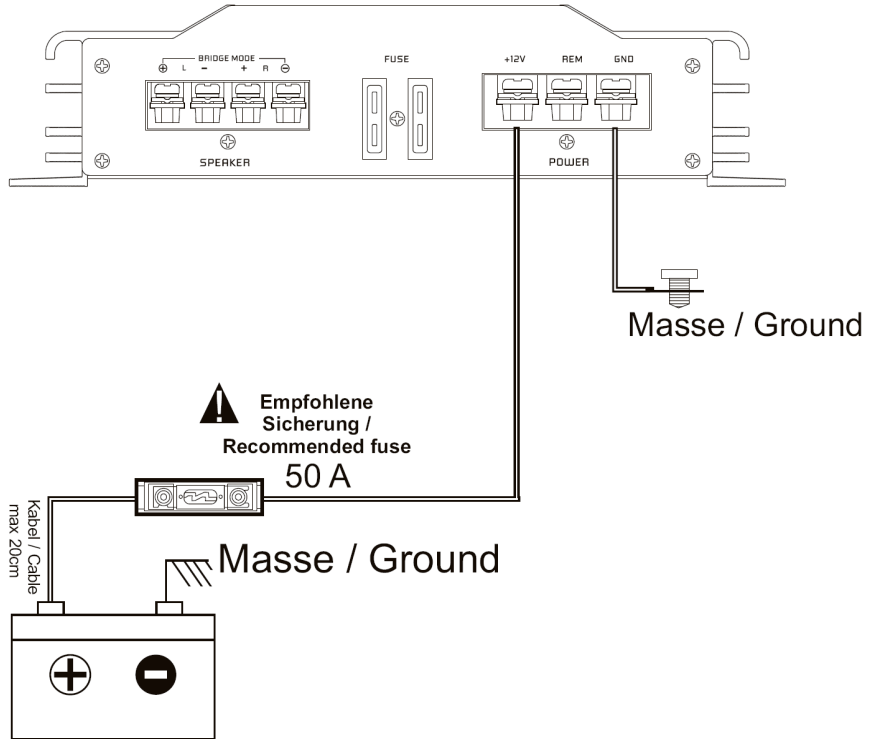 BRIDGE MODE
⊕ L − + R ⊖
SPEAKER
FUSE
+12V REM GND
POWER
Masse / Ground
Empfohlene
Sicherung /
Recommended fuse
50 A
Kabel / Cable
max 20cm
Masse / Ground